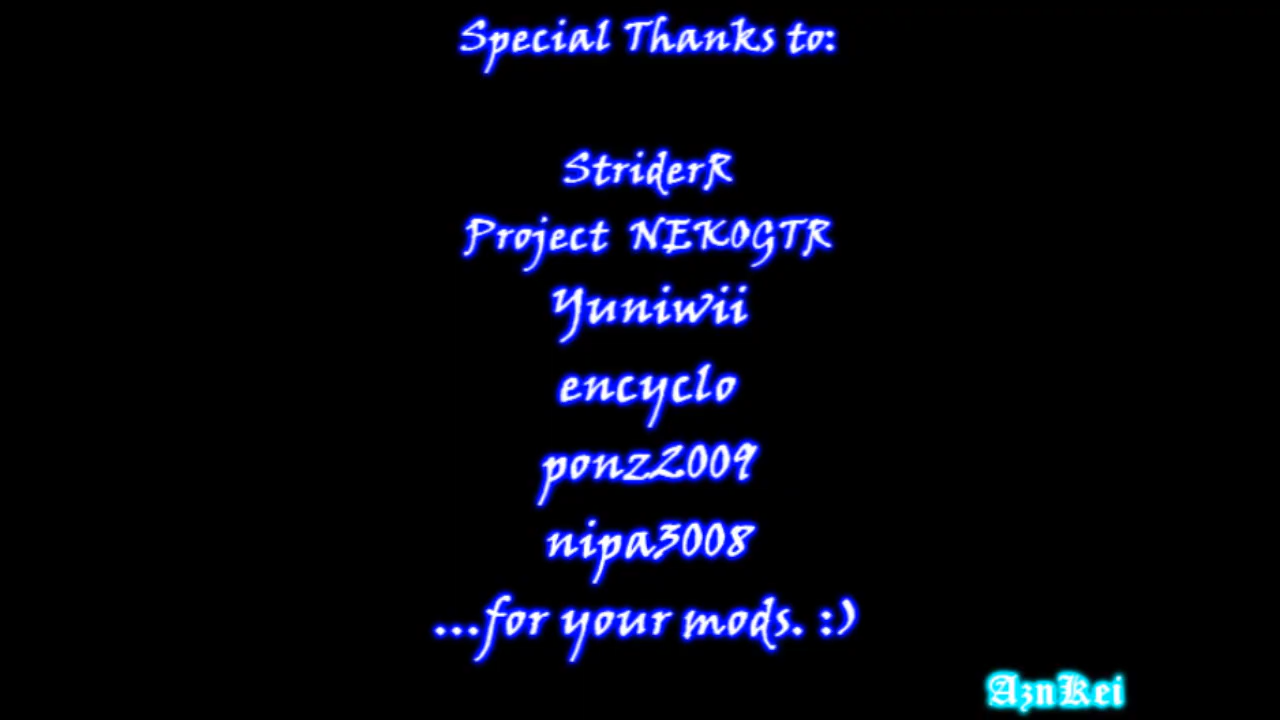 Special Thanks to:
StriderR
Project NEKOGTR
Yuniwii
encyclo
ponz2009
nipa3008
...for your mods. :)
AznKei